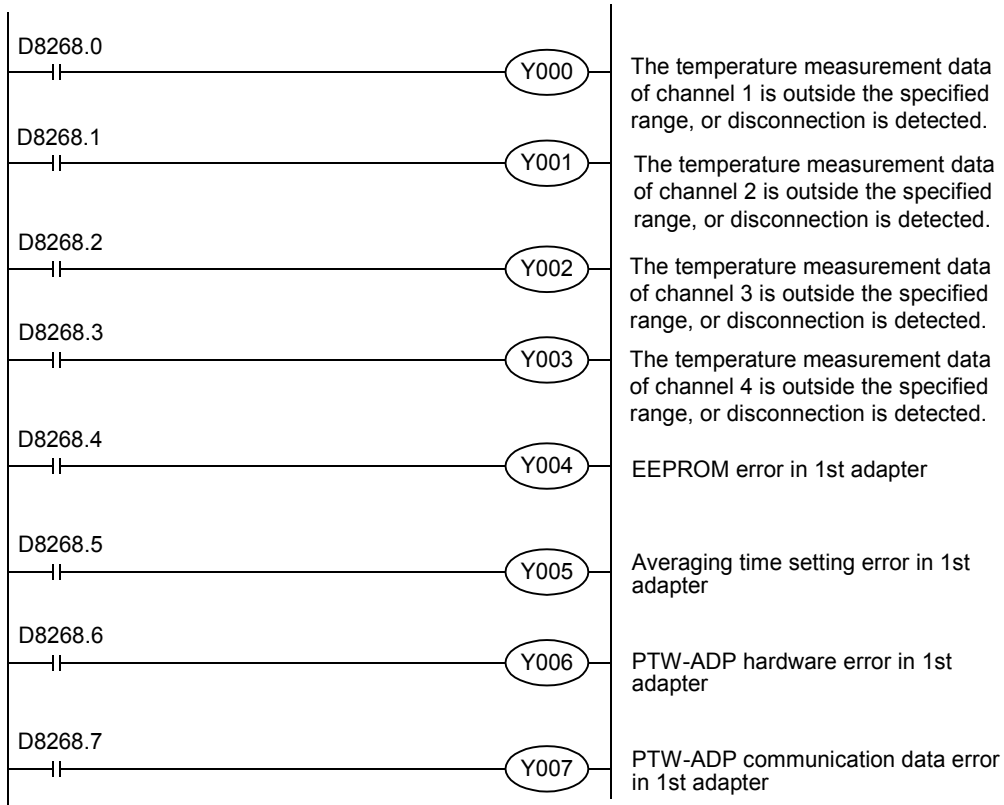 D8268.0
Y000
The temperature measurement data
of channel 1 is outside the specified
range, or disconnection is detected.
D8268.1
Y001
The temperature measurement data
of channel 2 is outside the specified
range, or disconnection is detected.
D8268.2
Y002
The temperature measurement data
of channel 3 is outside the specified
range, or disconnection is detected.
D8268.3
Y003
The temperature measurement data
of channel 4 is outside the specified
range, or disconnection is detected.
D8268.4
Y004
EEPROM error in 1st adapter
D8268.5
Y005
Averaging time setting error in 1st
adapter
D8268.6
Y006
PTW-ADP hardware error in 1st
adapter
D8268.7
Y007
PTW-ADP communication data error
in 1st adapter